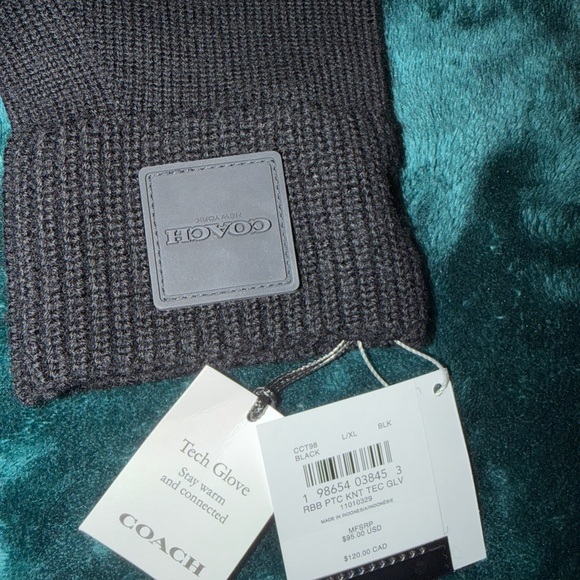 COACH
NEW YORK
Tech Glove
Stay warm
and connected
COACH
CCT98 L/XL BLK
BLACK
1 98654 03845 3
RBB PTC KNT TEC GLV
11010329
MADE IN INDONESIA/INDONÉSIE
MFSRP
$95.00 USD
$120.00 CAD